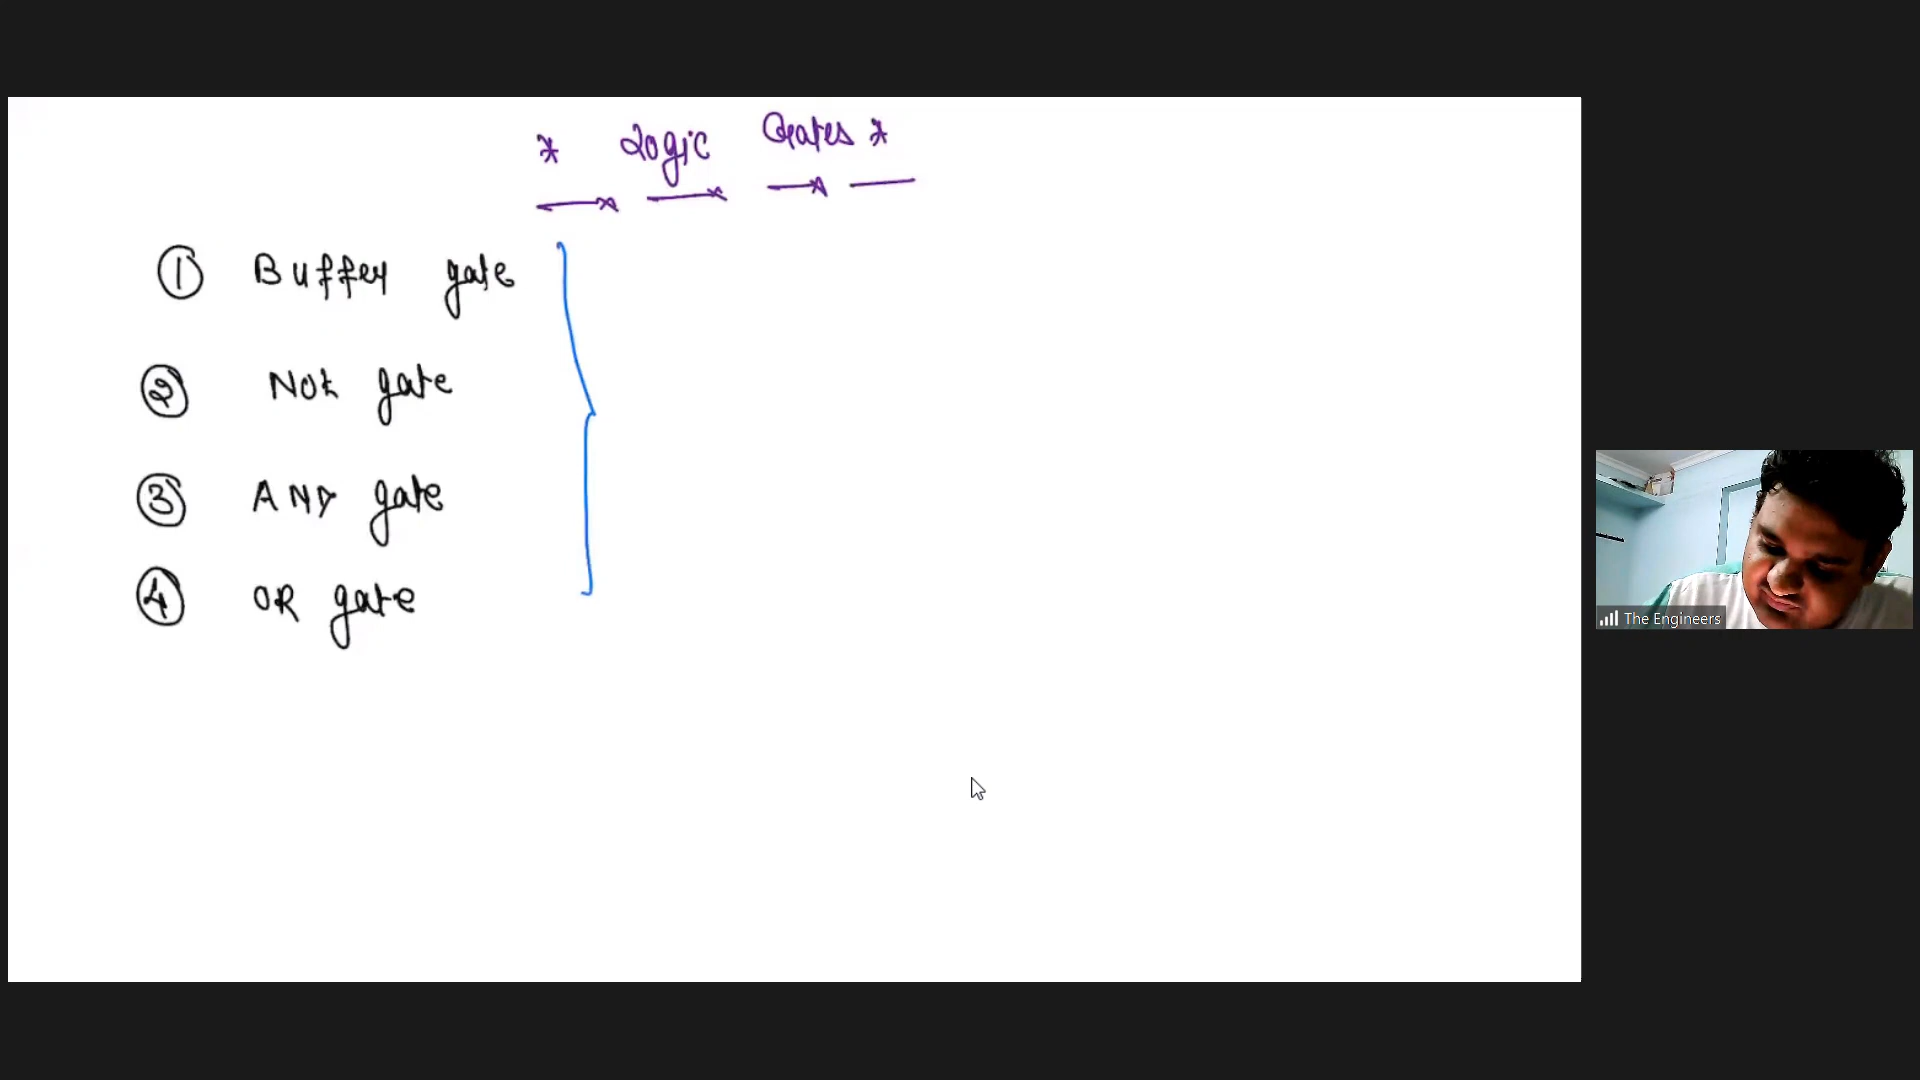 * Logic Gates *
① Buffer gate
② Not gate
③ AND gate
④ OR gate
The Engineers